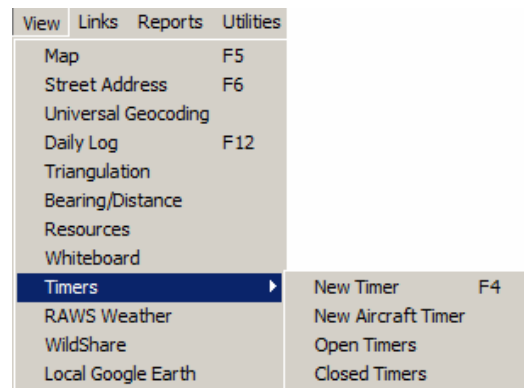 View Links Reports Utilities
Map F5
Street Address F6
Universal Geocoding
Daily Log F12
Triangulation
Bearing/Distance
Resources
Whiteboard
Timers
RAWS Weather
WildShare
Local Google Earth
New Timer F4
New Aircraft Timer
Open Timers
Closed Timers